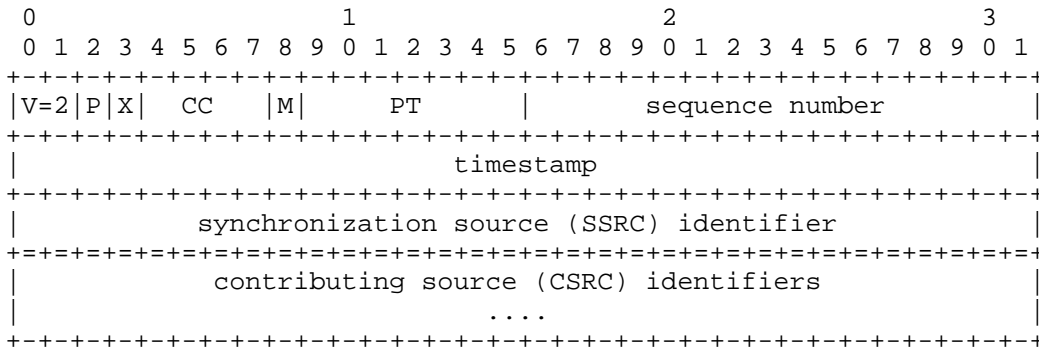 0                   1                   2                   3
 0 1 2 3 4 5 6 7 8 9 0 1 2 3 4 5 6 7 8 9 0 1 2 3 4 5 6 7 8 9 0 1
+-+-+-+-+-+-+-+-+-+-+-+-+-+-+-+-+-+-+-+-+-+-+-+-+-+-+-+-+-+-+-+-+
|V=2|P|X|  CC   |M|     PT      |       sequence number         |
+-+-+-+-+-+-+-+-+-+-+-+-+-+-+-+-+-+-+-+-+-+-+-+-+-+-+-+-+-+-+-+-+
|                           timestamp                           |
+-+-+-+-+-+-+-+-+-+-+-+-+-+-+-+-+-+-+-+-+-+-+-+-+-+-+-+-+-+-+-+-+
|           synchronization source (SSRC) identifier            |
+=+=+=+=+=+=+=+=+=+=+=+=+=+=+=+=+=+=+=+=+=+=+=+=+=+=+=+=+=+=+=+=+
|            contributing source (CSRC) identifiers             |
|                             ....                              |
+-+-+-+-+-+-+-+-+-+-+-+-+-+-+-+-+-+-+-+-+-+-+-+-+-+-+-+-+-+-+-+-+